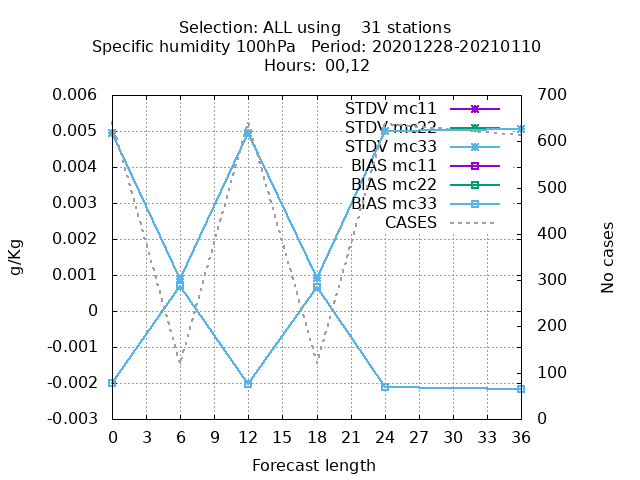 Selection: ALL using    31 stations
Specific humidity 100hPa   Period: 20201228-20210110
Hours: 00,12
0.006
0.005
0.004
0.003
0.002
0.001
0
-0.001
-0.002
-0.003
g/Kg
STDV mc11
STDV mc22
STDV mc33
BIAS mc11
BIAS mc22
BIAS mc33
CASES
700
600
500
400
300
200
100
0
No cases
0 3 6 9 12 15 18 21 24 27 30 33 36
Forecast length